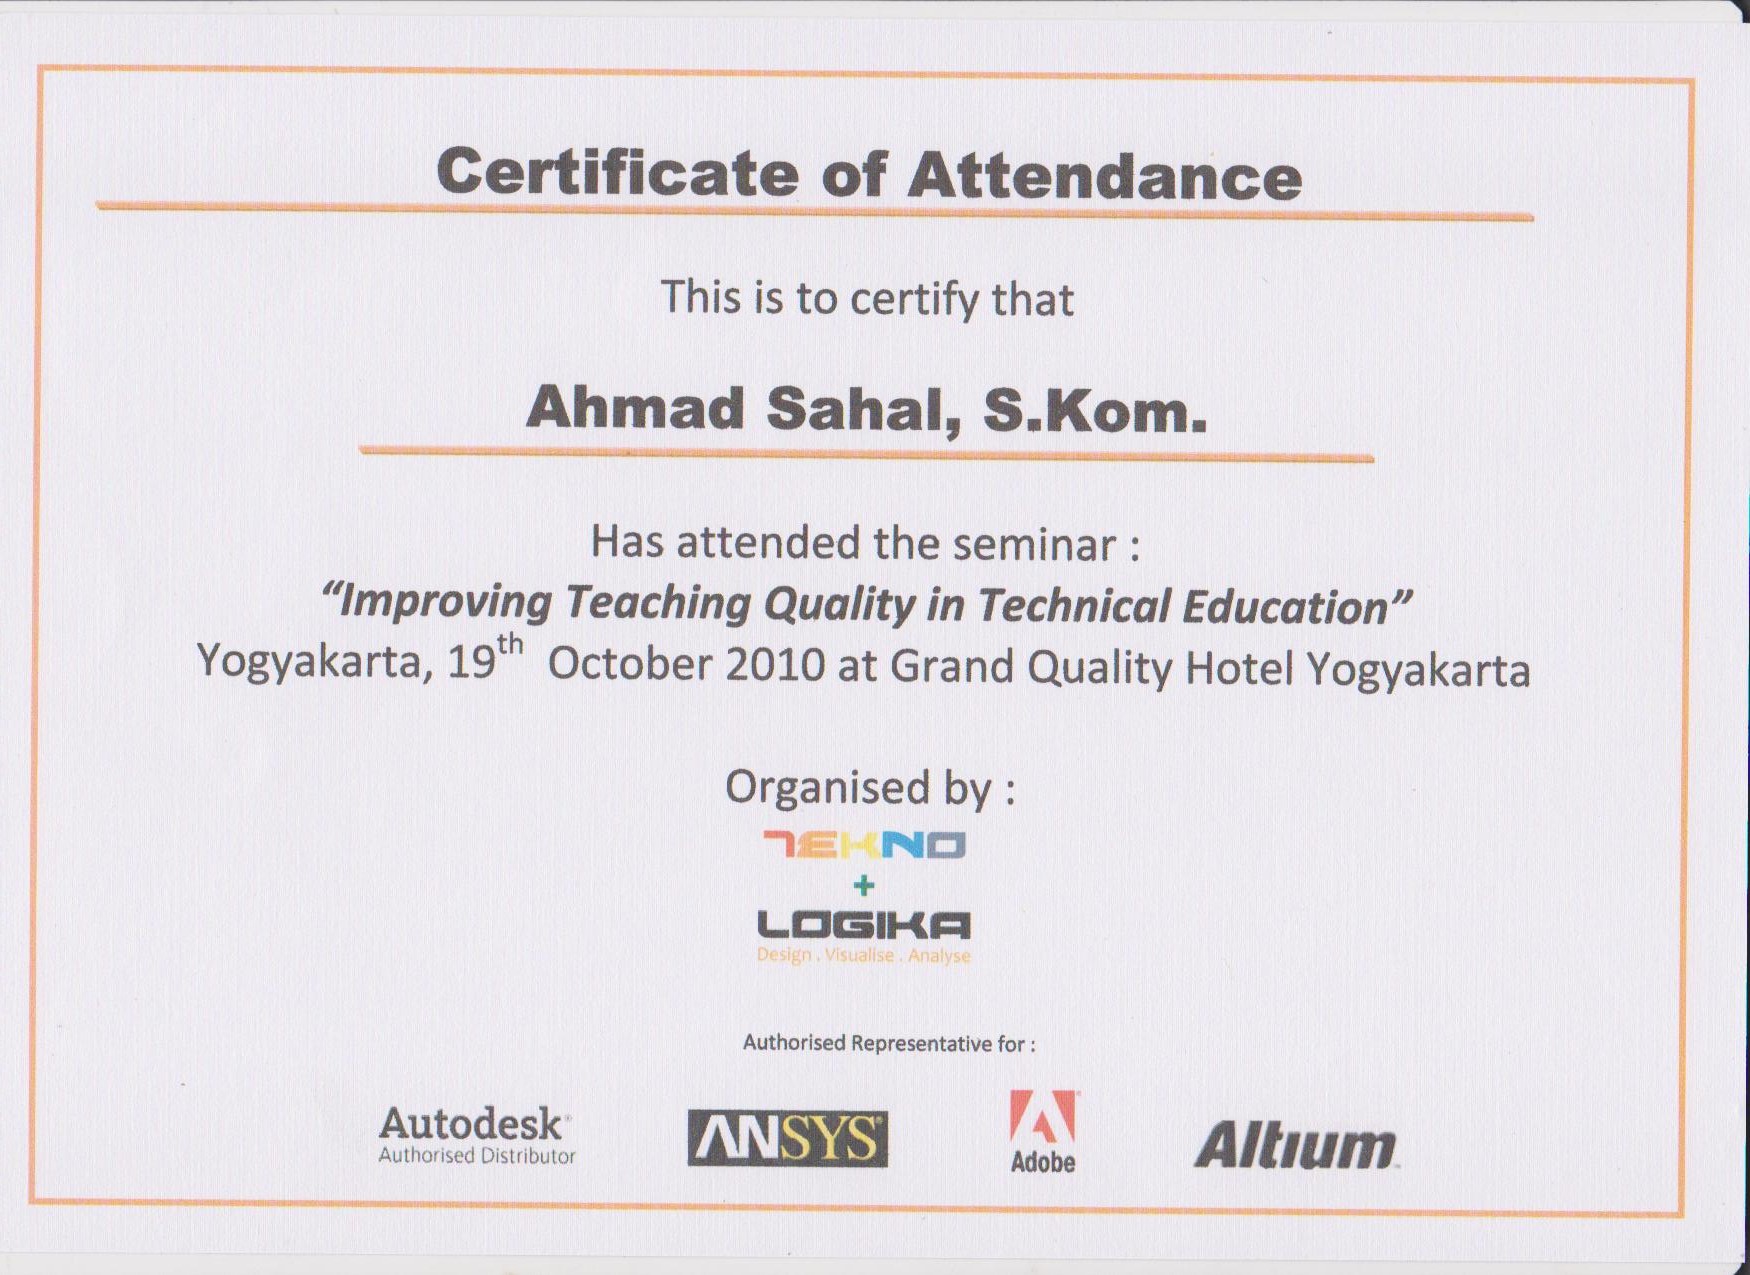 Certificate of Attendance
This is to certify that
Ahmad Sahal, S.Kom.
Has attended the seminar :
“Improving Teaching Quality in Technical Education”
Yogyakarta, 19th October 2010 at Grand Quality Hotel Yogyakarta
Organised by :
TEKNO
+
LOGIKA
Design . Visualise . Analyse
Authorised Representative for :
Autodesk®
Authorised Distributor
ANSYS®
Adobe
Altium